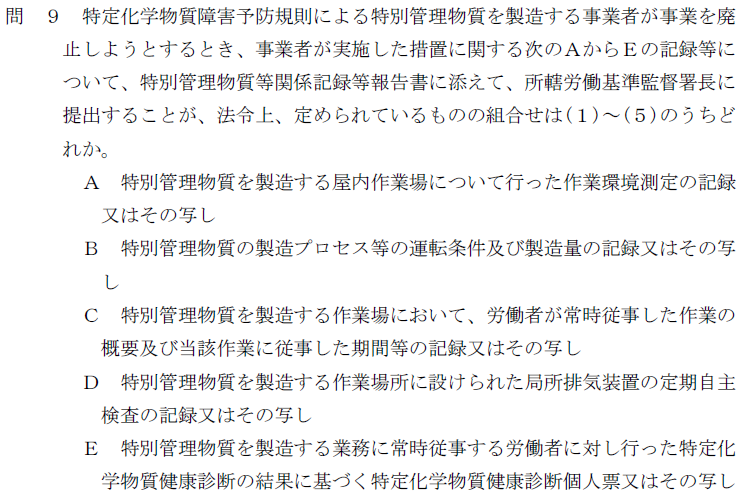 問　９　特定化学物質障害予防規則による特別管理物質を製造する事業者が事業を廃
止しようとするとき、事業者が実施した措置に関する次のＡからＥの記録等に
ついて、特別管理物質等関係記録等報告書に添えて、所轄労働基準監督署長に
提出することが、法令上、定められているものの組合せは（１）～（５）のうちど
れか。
Ａ　特別管理物質を製造する屋内作業場について行った作業環境測定の記録
又はその写し
Ｂ　特別管理物質の製造プロセス等の運転条件及び製造量の記録又はその写
し
Ｃ　特別管理物質を製造する作業場において、労働者が常時従事した作業の
概要及び当該作業に従事した期間等の記録又はその写し
Ｄ　特別管理物質を製造する作業場所に設けられた局所排気装置の定期自主
検査の記録又はその写し
Ｅ　特別管理物質を製造する業務に常時従事する労働者に対し行った特定化
学物質健康診断の結果に基づく特定化学物質健康診断個人票又はその写し